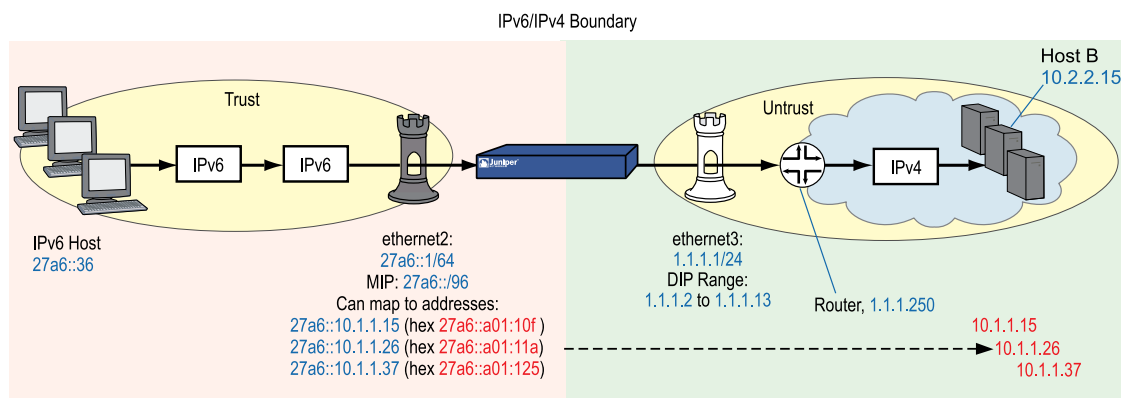 IPv6/IPv4 Boundary
Host B
10.2.2.15
Trust
Untrust
IPv6
IPv6
Juniper
IPv4
IPv6 Host
27a6::36
ethernet2:
27a6::1/64
MIP: 27a6::/96
Can map to addresses:
27a6::10.1.1.15 (hex 27a6::a01:10f )
27a6::10.1.1.26 (hex 27a6::a01:11a)
27a6::10.1.1.37 (hex 27a6::a01:125)
ethernet3:
1.1.1.1/24
DIP Range:
1.1.1.2 to 1.1.1.13
Router, 1.1.1.250
10.1.1.15
10.1.1.26
10.1.1.37